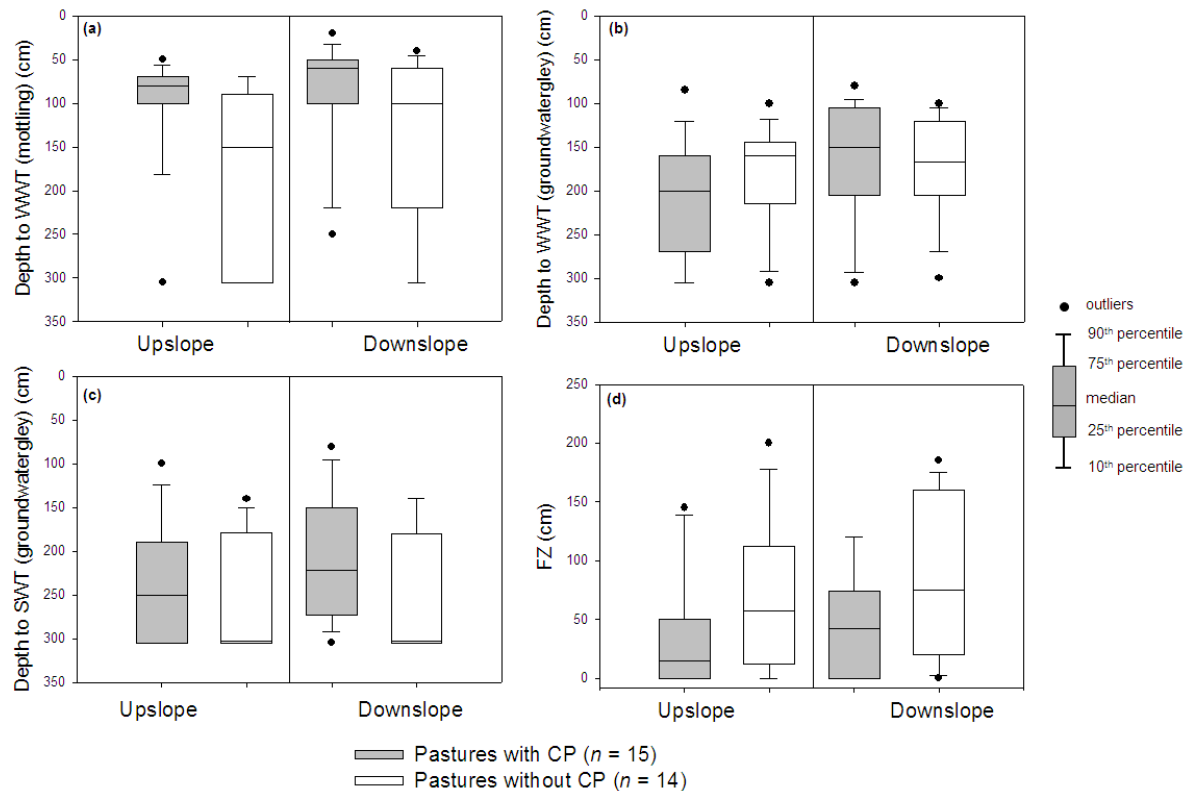 (a)
Depth to WWT (mottling) (cm)
0
50
100
150
200
250
300
350
Upslope
Downslope
(b)
Depth to WWT (groundwatergley) (cm)
0
50
100
150
200
250
300
350
Upslope
Downslope
outliers
90th percentile
75th percentile
median
25th percentile
10th percentile
(c)
Depth to SWT (groundwatergley) (cm)
0
50
100
150
200
250
300
350
Upslope
Downslope
(d)
FZ (cm)
250
200
150
100
50
0
Upslope
Downslope
Pastures with CP (n = 15)
Pastures without CP (n = 14)